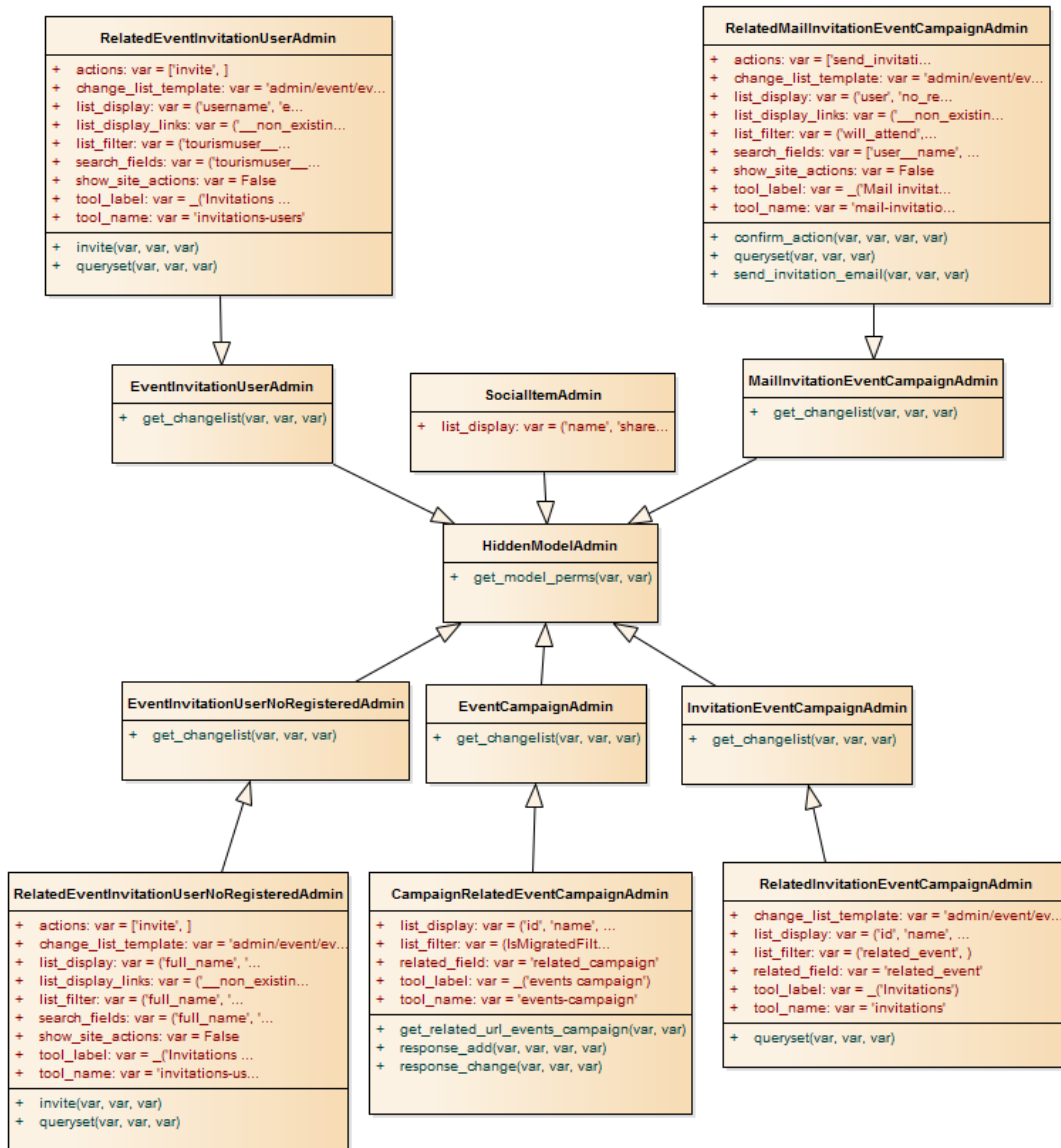 RelatedEventInvitationUserAdmin
+ actions: var = ['invite', ]
+ change_list_template: var = 'admin/event/ev...
+ list_display: var = ('username', 'e...
+ list_display_links: var = ('__non_existin...
+ list_filter: var = ('tourismuser__...
+ search_fields: var = ('tourismuser__...
+ show_site_actions: var = False
+ tool_label: var = _('Invitations ...
+ tool_name: var = 'invitations-users'
+ invite(var, var, var)
+ queryset(var, var, var)
RelatedMailInvitationEventCampaignAdmin
+ actions: var = ['send_invitati...
+ change_list_template: var = 'admin/event/ev...
+ list_display: var = ('user', 'no_re...
+ list_display_links: var = ('__non_existin...
+ list_filter: var = ('will_attend',...
+ search_fields: var = ['user__name', ...
+ show_site_actions: var = False
+ tool_label: var = _('Mail invitat...
+ tool_name: var = 'mail-invitatio...
+ confirm_action(var, var, var, var)
+ queryset(var, var, var)
+ send_invitation_email(var, var, var)
EventInvitationUserAdmin
+ get_changelist(var, var, var)
SocialItemAdmin
+ list_display: var = ('name', 'share...
MailInvitationEventCampaignAdmin
+ get_changelist(var, var, var)
HiddenModelAdmin
+ get_model_perms(var, var)
EventInvitationUserNoRegisteredAdmin
+ get_changelist(var, var, var)
EventCampaignAdmin
+ get_changelist(var, var, var)
InvitationEventCampaignAdmin
+ get_changelist(var, var, var)
RelatedEventInvitationUserNoRegisteredAdmin
+ actions: var = ['invite', ]
+ change_list_template: var = 'admin/event/ev...
+ list_display: var = ('full_name', '...
+ list_display_links: var = ('__non_existin...
+ list_filter: var = ('full_name', '...
+ search_fields: var = ('full_name', '...
+ show_site_actions: var = False
+ tool_label: var = _('Invitations ...
+ tool_name: var = 'invitations-us...
+ invite(var, var, var)
+ queryset(var, var, var)
CampaignRelatedEventCampaignAdmin
+ list_display: var = ('id', 'name', ...
+ list_filter: var = (IsMigratedFilt...
+ related_field: var = 'related_campaign'
+ tool_label: var = _('events campaign')
+ tool_name: var = 'events-campaign'
+ get_related_url_events_campaign(var, var)
+ response_add(var, var, var, var)
+ response_change(var, var, var)
RelatedInvitationEventCampaignAdmin
+ change_list_template: var = 'admin/event/ev...
+ list_display: var = ('id', 'name', ...
+ list_filter: var = ('related_event', )
+ related_field: var = 'related_event'
+ tool_label: var = _('Invitations')
+ tool_name: var = 'invitations'
+ queryset(var, var, var)